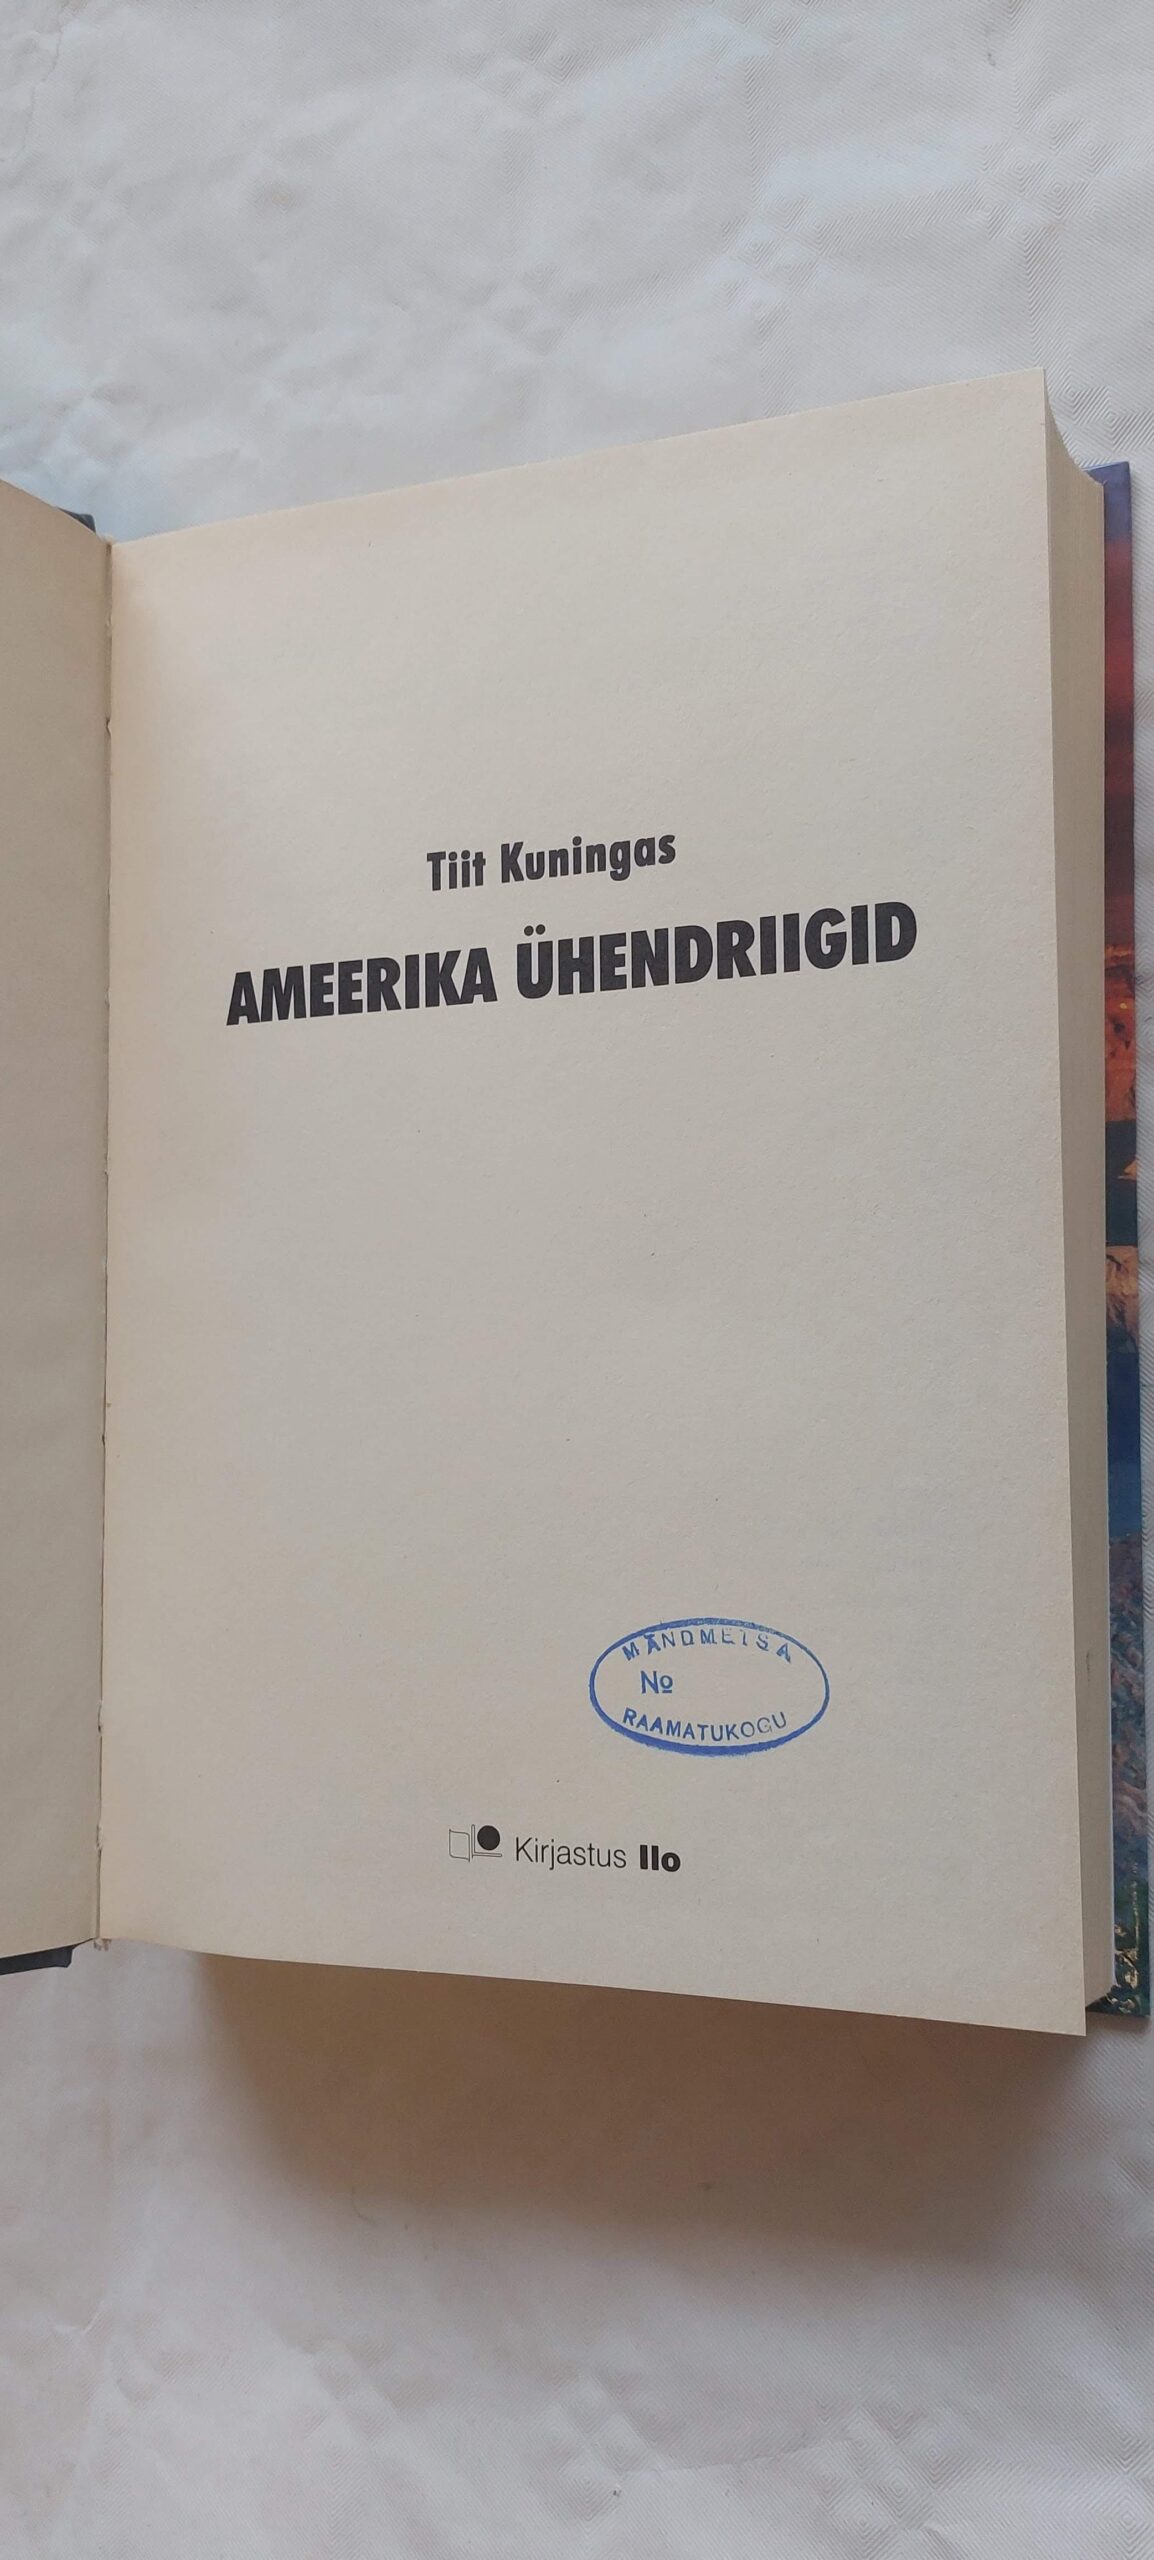 Tiit Kuningas
AMEERIKA ÜHENDRIIGID
MÄNDMETSA
№
RAAMATUKOGU
Kirjastus Ilo